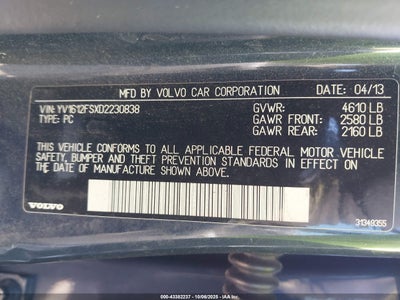 MFD BY VOLVO CAR CORPORATION DATE: 04/13
VIN: YV1612FSXD2230838 GVWR: 4610 LB
TYPE: PC GAWR FRONT: 2580 LB
GAWR REAR: 2160 LB
THIS VEHICLE CONFORMS TO ALL APPLICABLE FEDERAL MOTOR VEHICLE
SAFETY, BUMPER AND THEFT PREVENTION STANDARDS IN EFFECT ON THE
DATE OF MANUFACTURE SHOWN ABOVE.
VOLVO 31349355
©: 43382237 - 10/06/2025 - IAA Inc.